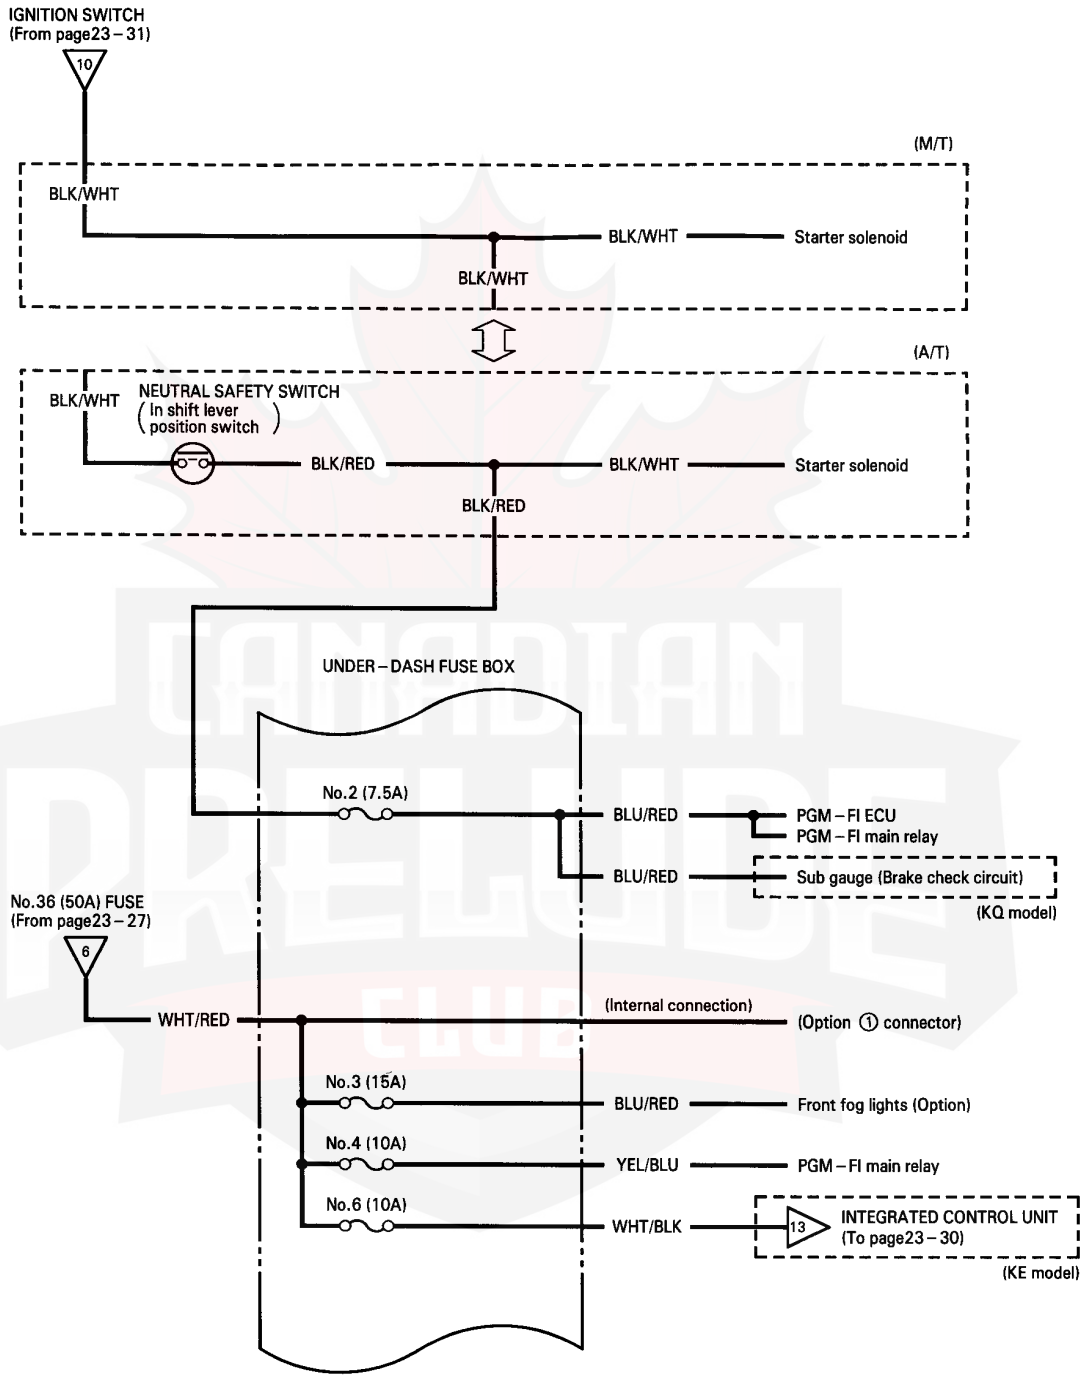 IGNITION SWITCH
(From page23–31)
10
(M/T)
BLK/WHT
BLK/WHT
Starter solenoid
BLK/WHT
(A/T)
BLK/WHT
NEUTRAL SAFETY SWITCH
(In shift lever
position switch)
BLK/RED
BLK/WHT
Starter solenoid
BLK/RED
CANADIAN
PRELUDE
CLUB
UNDER–DASH FUSE BOX
No.2 (7.5A)
BLU/RED
PGM–FI ECU
PGM–FI main relay
BLU/RED
Sub gauge (Brake check circuit)
(KQ model)
No.36 (50A) FUSE
(From page23–27)
6
WHT/RED
(Internal connection)
(Option ① connector)
No.3 (15A)
BLU/RED
Front fog lights (Option)
No.4 (10A)
YEL/BLU
PGM–FI main relay
No.6 (10A)
WHT/BLK
13
INTEGRATED CONTROL UNIT
(To page23–30)
(KE model)